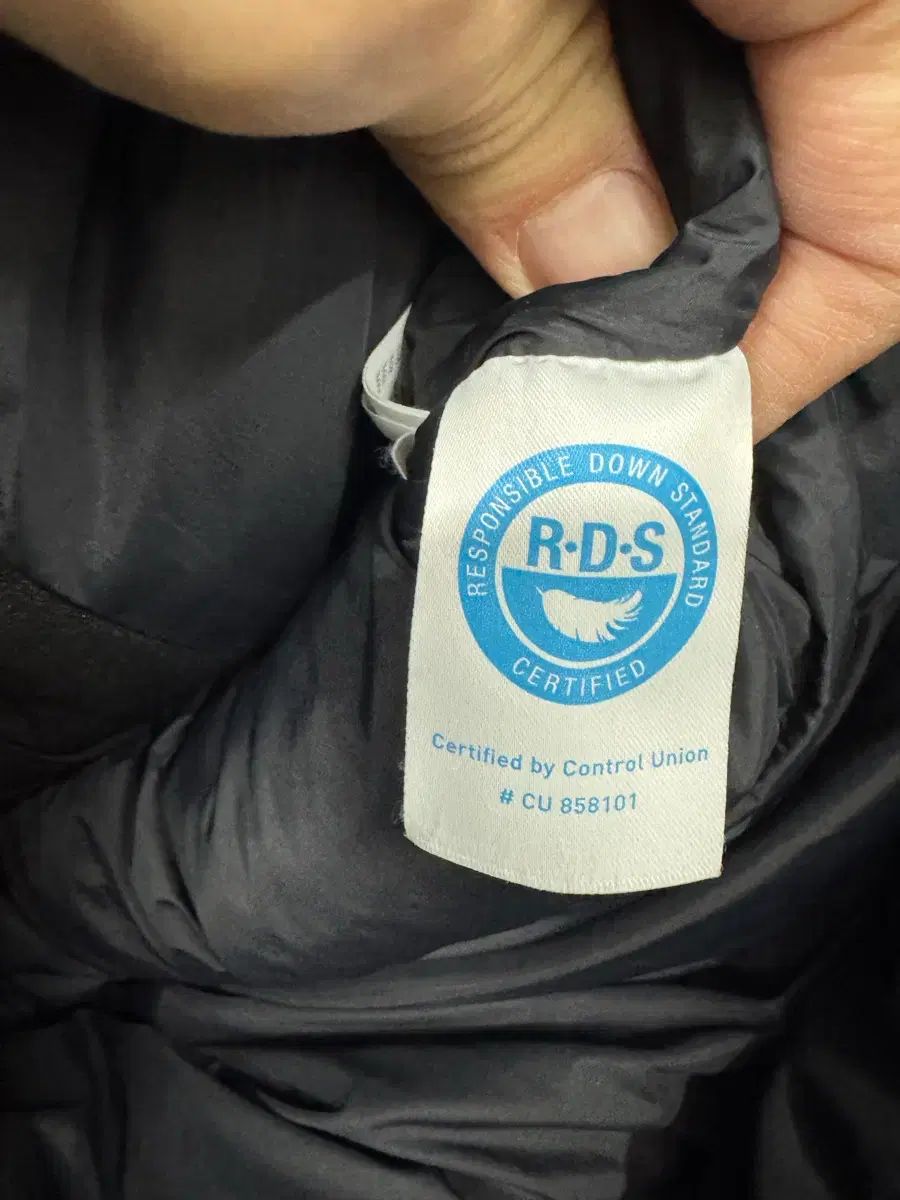 RESPONSIBLE DOWN STANDARD
R·D·S
CERTIFIED
Certified by Control Union
# CU 858101